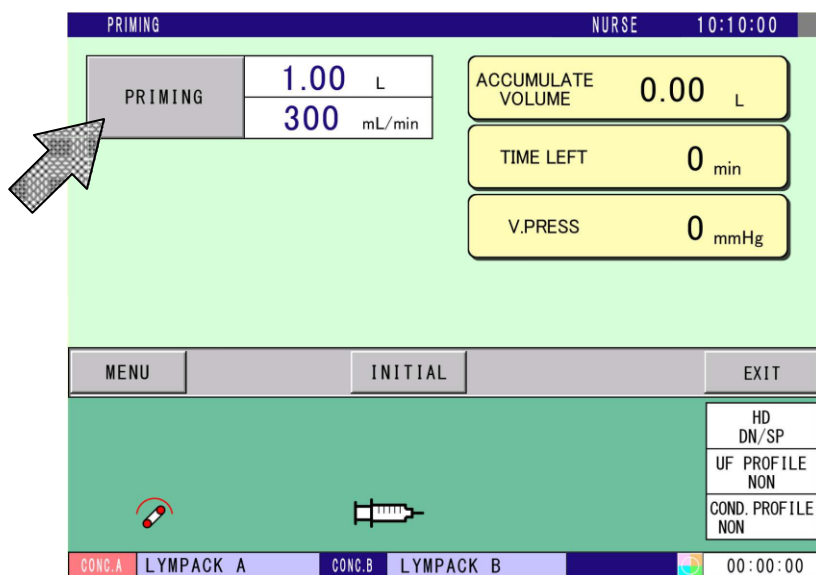 PRIMING NURSE 10:10:00
PRIMING
1.00 L
300 mL/min
ACCUMULATE
VOLUME
0.00 L
TIME LEFT 0 min
V.PRESS 0 mmHg
MENU INITIAL EXIT
HD
DN/SP
UF PROFILE
NON
COND.PROFILE
NON
CONC.A LYMPACK A CONC.B LYMPACK B 00:00:00